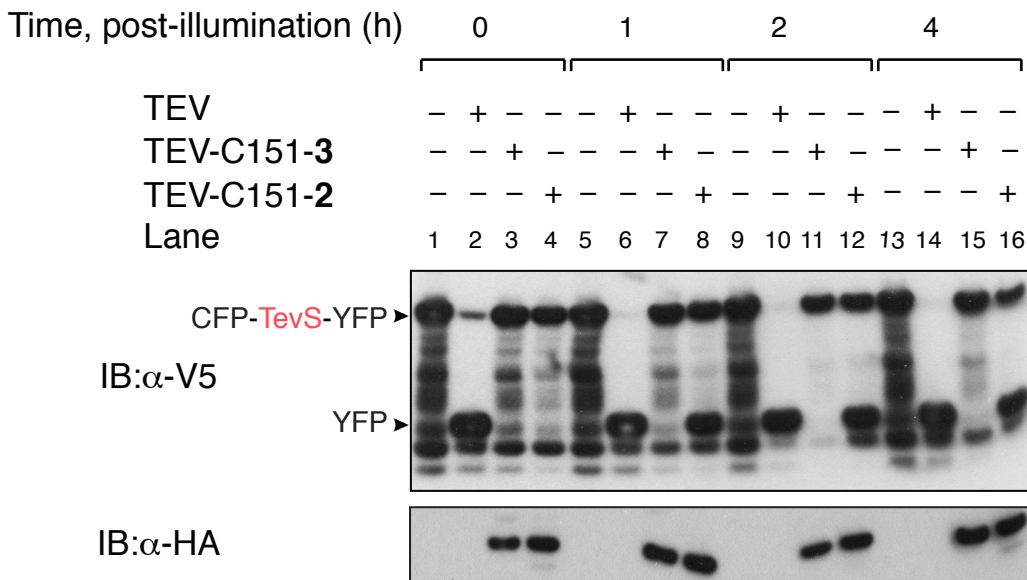 Time, post-illumination (h) 0 1 2 4
TEV – + – – – + – – – + – – – + – –
TEV-C151-3 – – + – – – + – – – + – – – + –
TEV-C151-2 – – – + – – – + – – – + – – – +
Lane 1 2 3 4 5 6 7 8 9 10 11 12 13 14 15 16
CFP-TevS-YFP
IB:α-V5
YFP
IB:α-HA